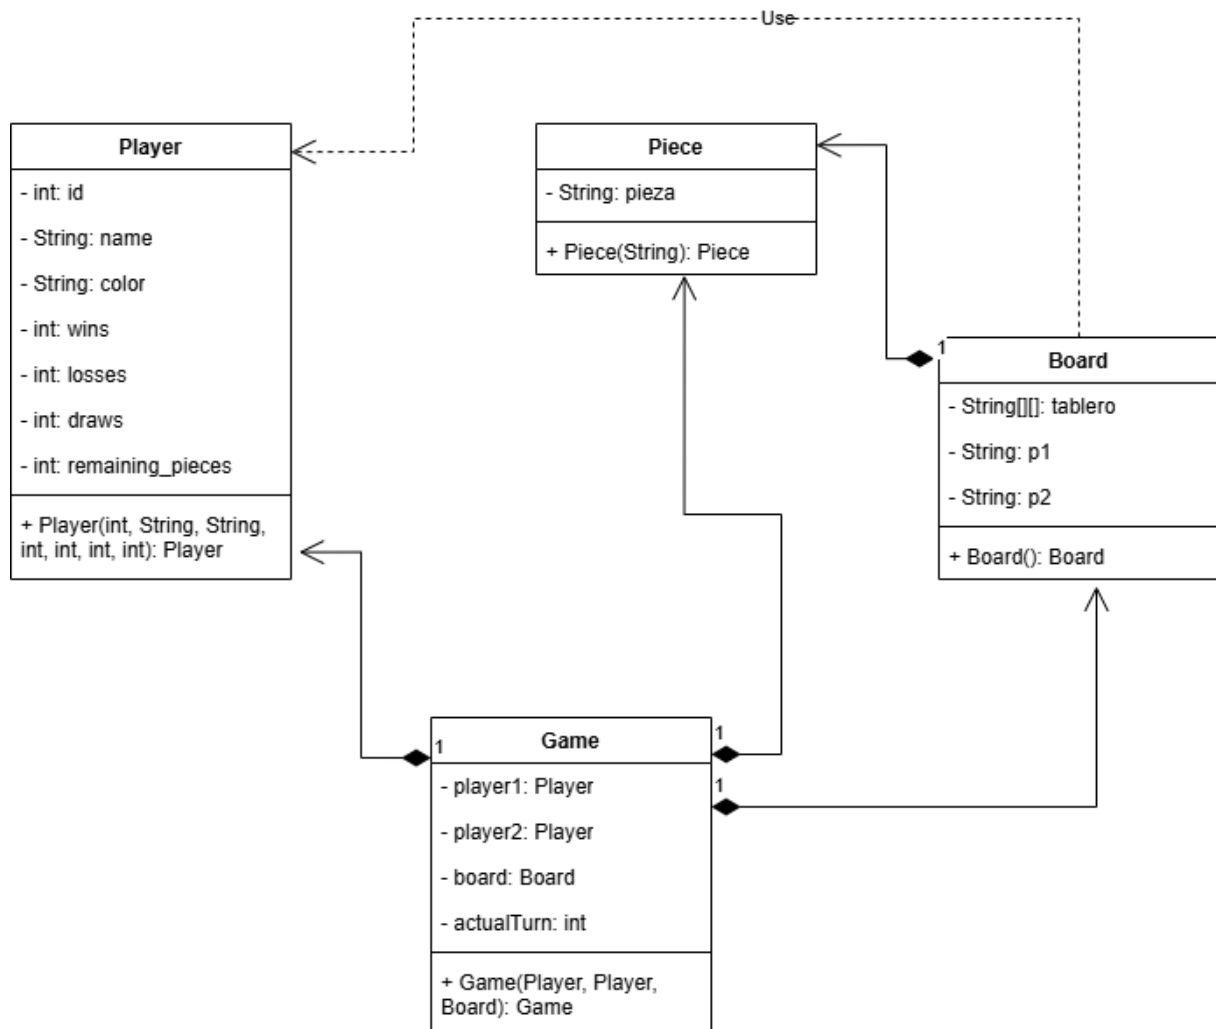 Use
Player
- int: id
- String: name
- String: color
- int: wins
- int: losses
- int: draws
- int: remaining_pieces
+ Player(int, String, String,
int, int, int, int): Player
Piece
- String: pieza
+ Piece(String): Piece
1
Board
- String[][]: tablero
- String: p1
- String: p2
+ Board(): Board
1
Game
1
1
- player1: Player
- player2: Player
- board: Board
- actualTurn: int
+ Game(Player, Player,
Board): Game